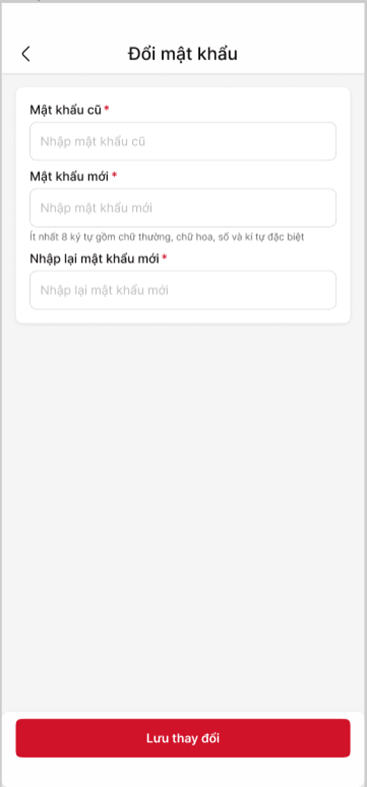 Đổi mật khẩu
Mật khẩu cũ *
Nhập mật khẩu cũ
Mật khẩu mới *
Nhập mật khẩu mới
Ít nhất 8 ký tự gồm chữ thường, chữ hoa, số và kí tự đặc biệt
Nhập lại mật khẩu mới *
Nhập lại mật khẩu mới
Lưu thay đổi